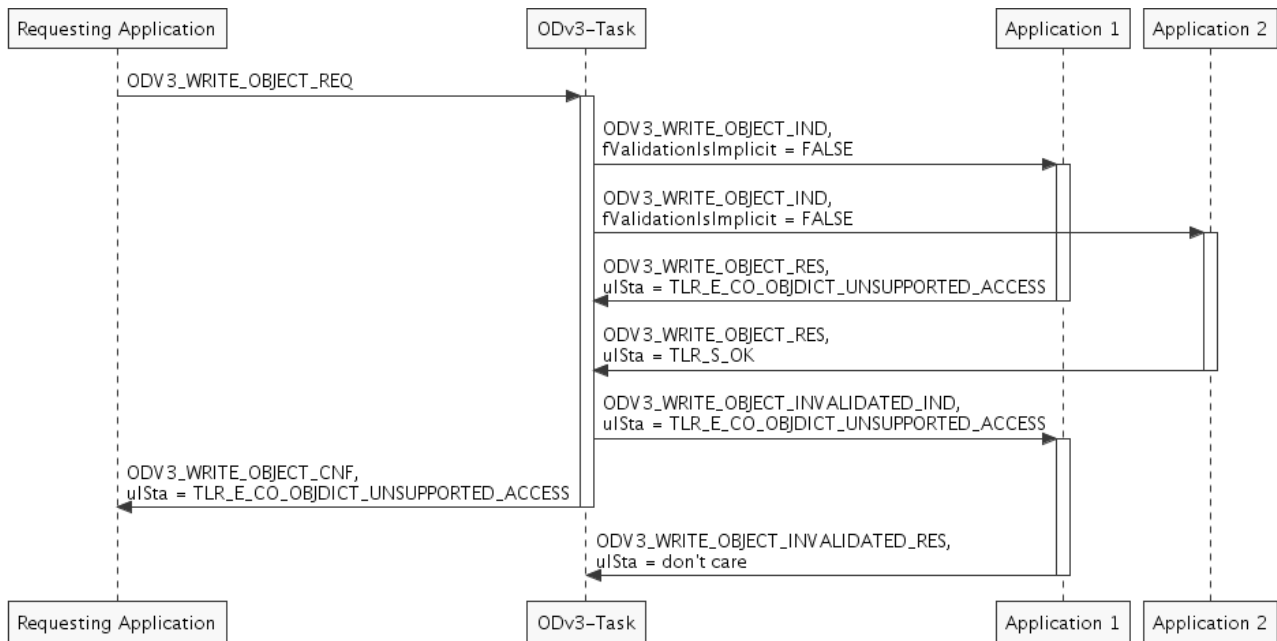 Requesting Application
ODv3-Task
Application 1
Application 2
ODV3_WRITE_OBJECT_REQ
ODV3_WRITE_OBJECT_IND,
fValidationIsImplicit = FALSE
ODV3_WRITE_OBJECT_IND,
fValidationIsImplicit = FALSE
ODV3_WRITE_OBJECT_RES,
ulSta = TLR_E_CO_OBJDICT_UNSUPPORTED_ACCESS
ODV3_WRITE_OBJECT_RES,
ulSta = TLR_S_OK
ODV3_WRITE_OBJECT_INVALIDATED_IND,
ulSta = TLR_E_CO_OBJDICT_UNSUPPORTED_ACCESS
ODV3_WRITE_OBJECT_CNF,
ulSta = TLR_E_CO_OBJDICT_UNSUPPORTED_ACCESS
ODV3_WRITE_OBJECT_INVALIDATED_RES,
ulSta = don't care
Requesting Application
ODv3-Task
Application 1
Application 2